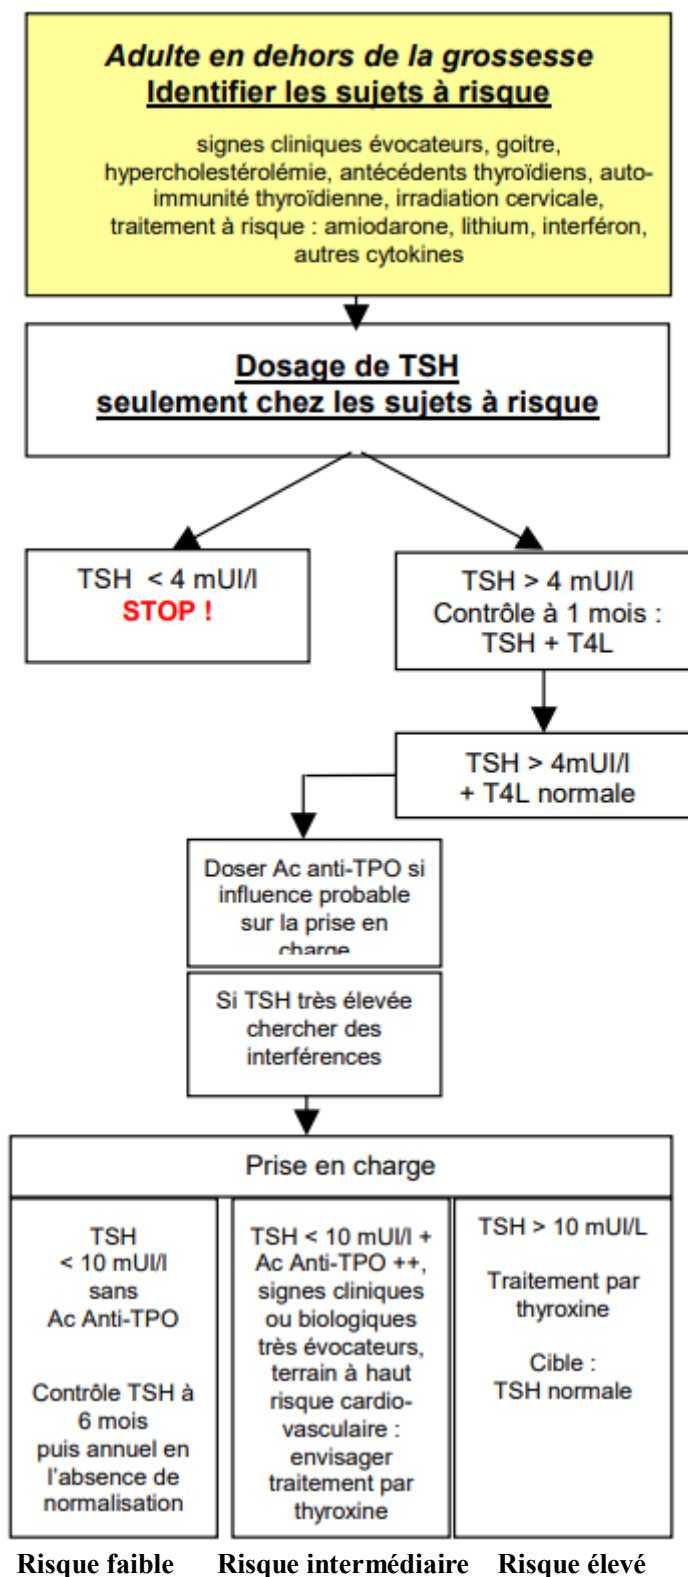 Adulte en dehors de la grossesse
Identifier les sujets à risque
signes cliniques évocateurs, goitre,
hypercholestérolémie, antécédents thyroïdiens, auto-
immunité thyroïdienne, irradiation cervicale,
traitement à risque : amiodarone, lithium, interféron,
autres cytokines
Dosage de TSH
seulement chez les sujets à risque
TSH < 4 mUI/l
STOP !
TSH > 4 mUI/l
Contrôle à 1 mois :
TSH + T4L
TSH > 4mUI/l
+ T4L normale
Doser Ac anti-TPO si
influence probable
sur la prise en
charge
Si TSH très élevée
chercher des
interférences
Prise en charge
TSH
< 10 mUI/l
sans
Ac Anti-TPO
Contrôle TSH à
6 mois
puis annuel en
l'absence de
normalisation
TSH < 10 mUI/l +
Ac Anti-TPO ++,
signes cliniques
ou biologiques
très évocateurs,
terrain à haut
risque cardio-
vasculaire :
envisager
traitement par
thyroxine
TSH > 10 mUI/L
Traitement par
thyroxine
Cible :
TSH normale
Risque faible
Risque intermédiaire
Risque élevé